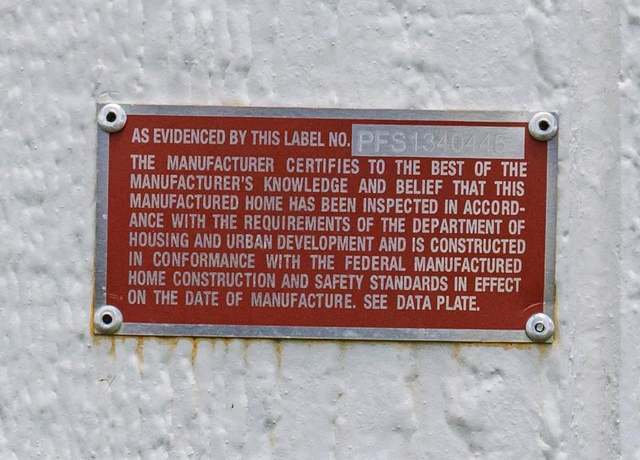 AS EVIDENCED BY THIS LABEL NO. PFS1340446
THE MANUFACTURER CERTIFIES TO THE BEST OF THE
MANUFACTURER'S KNOWLEDGE AND BELIEF THAT THIS
MANUFACTURED HOME HAS BEEN INSPECTED IN ACCORD-
ANCE WITH THE REQUIREMENTS OF THE DEPARTMENT OF
HOUSING AND URBAN DEVELOPMENT AND IS CONSTRUCTED
IN CONFORMANCE WITH THE FEDERAL MANUFACTURED
HOME CONSTRUCTION AND SAFETY STANDARDS IN EFFECT
ON THE DATE OF MANUFACTURE. SEE DATA PLATE.